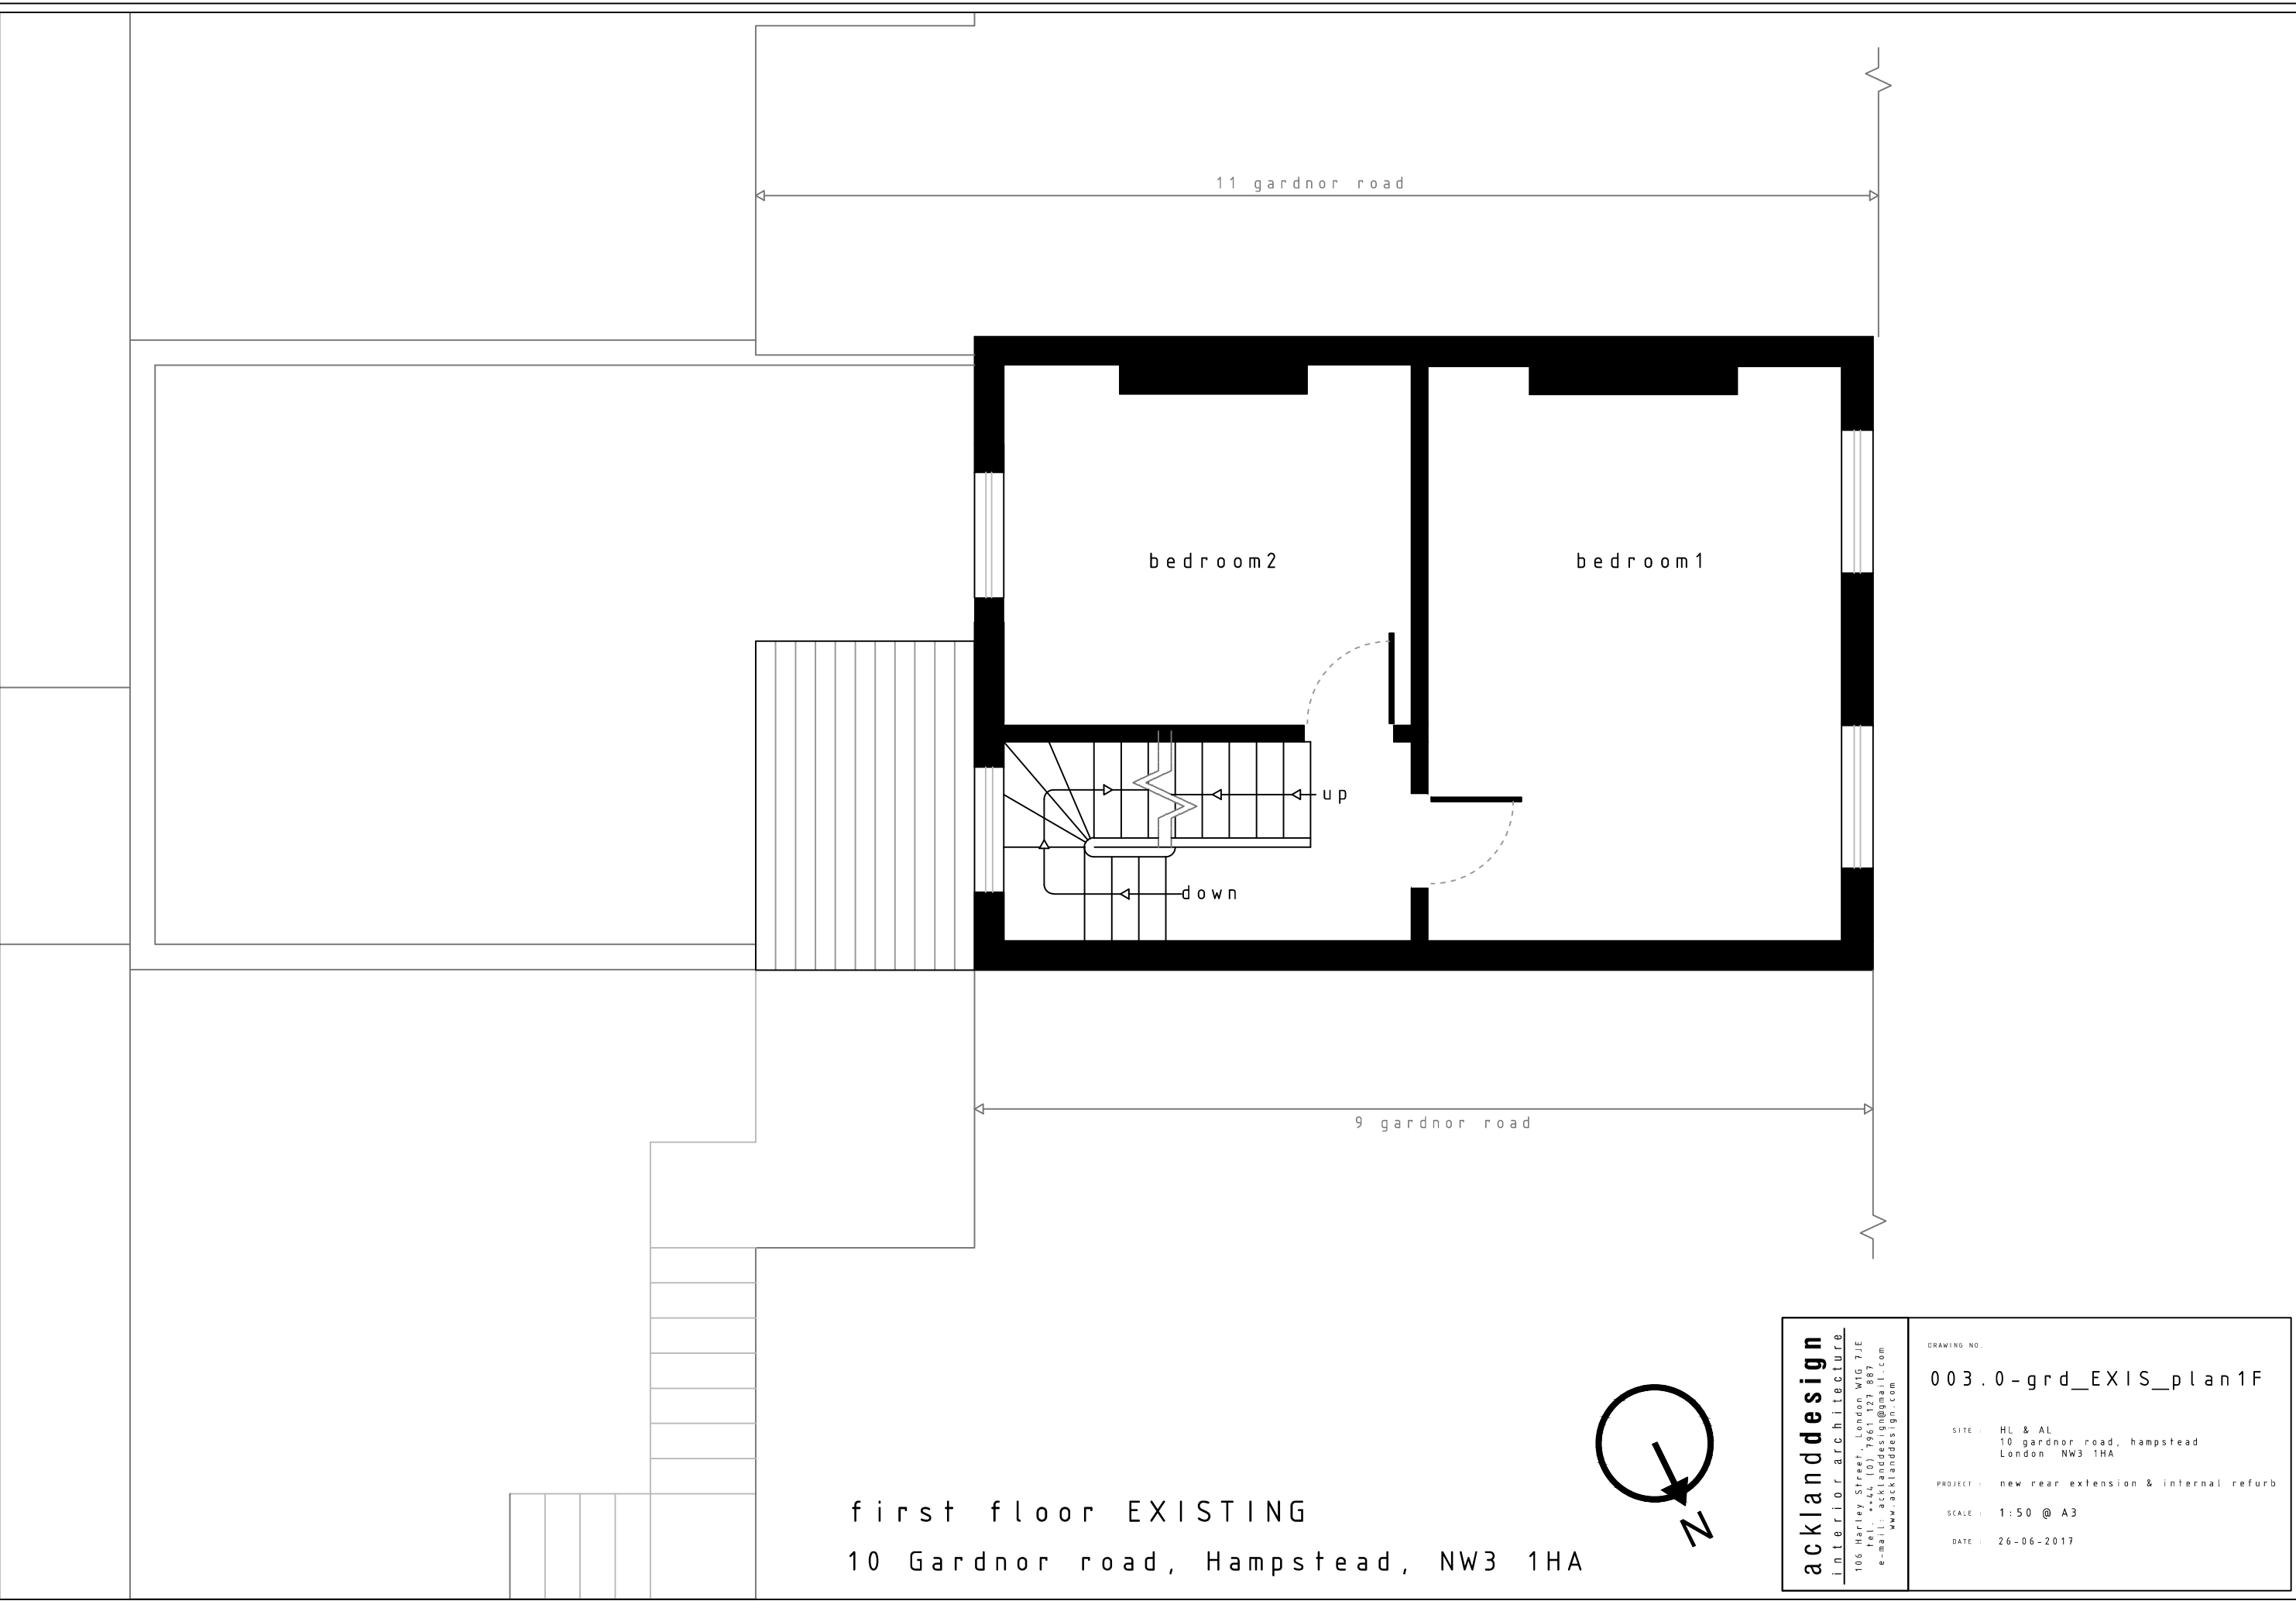 11 gardnor road
bedroom2
bedroom1
up
down
9 gardnor road
first floor EXISTING
10 Gardnor road, Hampstead, NW3 1HA
N
acklanddesign
interior architecture
106 Harley Street, London W1G 7JE
tel. **44 (0) 7961 127 887
e-mail: acklanddesign@gmail.com
www.acklanddesign.com
DRAWING NO.
003.0-grd_EXIS_plan1F
SITE : HL & AL
10 gardnor road, hampstead
London NW3 1HA
PROJECT : new rear extension & internal refurb
SCALE : 1:50 @ A3
DATE : 26-06-2017